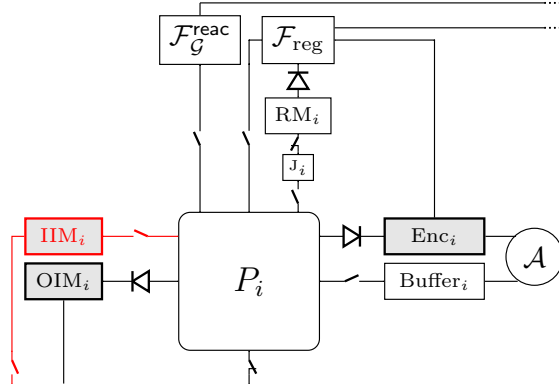 𝓕_𝓖^reac
𝓕_reg
RM_i
J_i
IIM_i
Enc_i
𝓐
OIM_i
P_i
Buffer_i